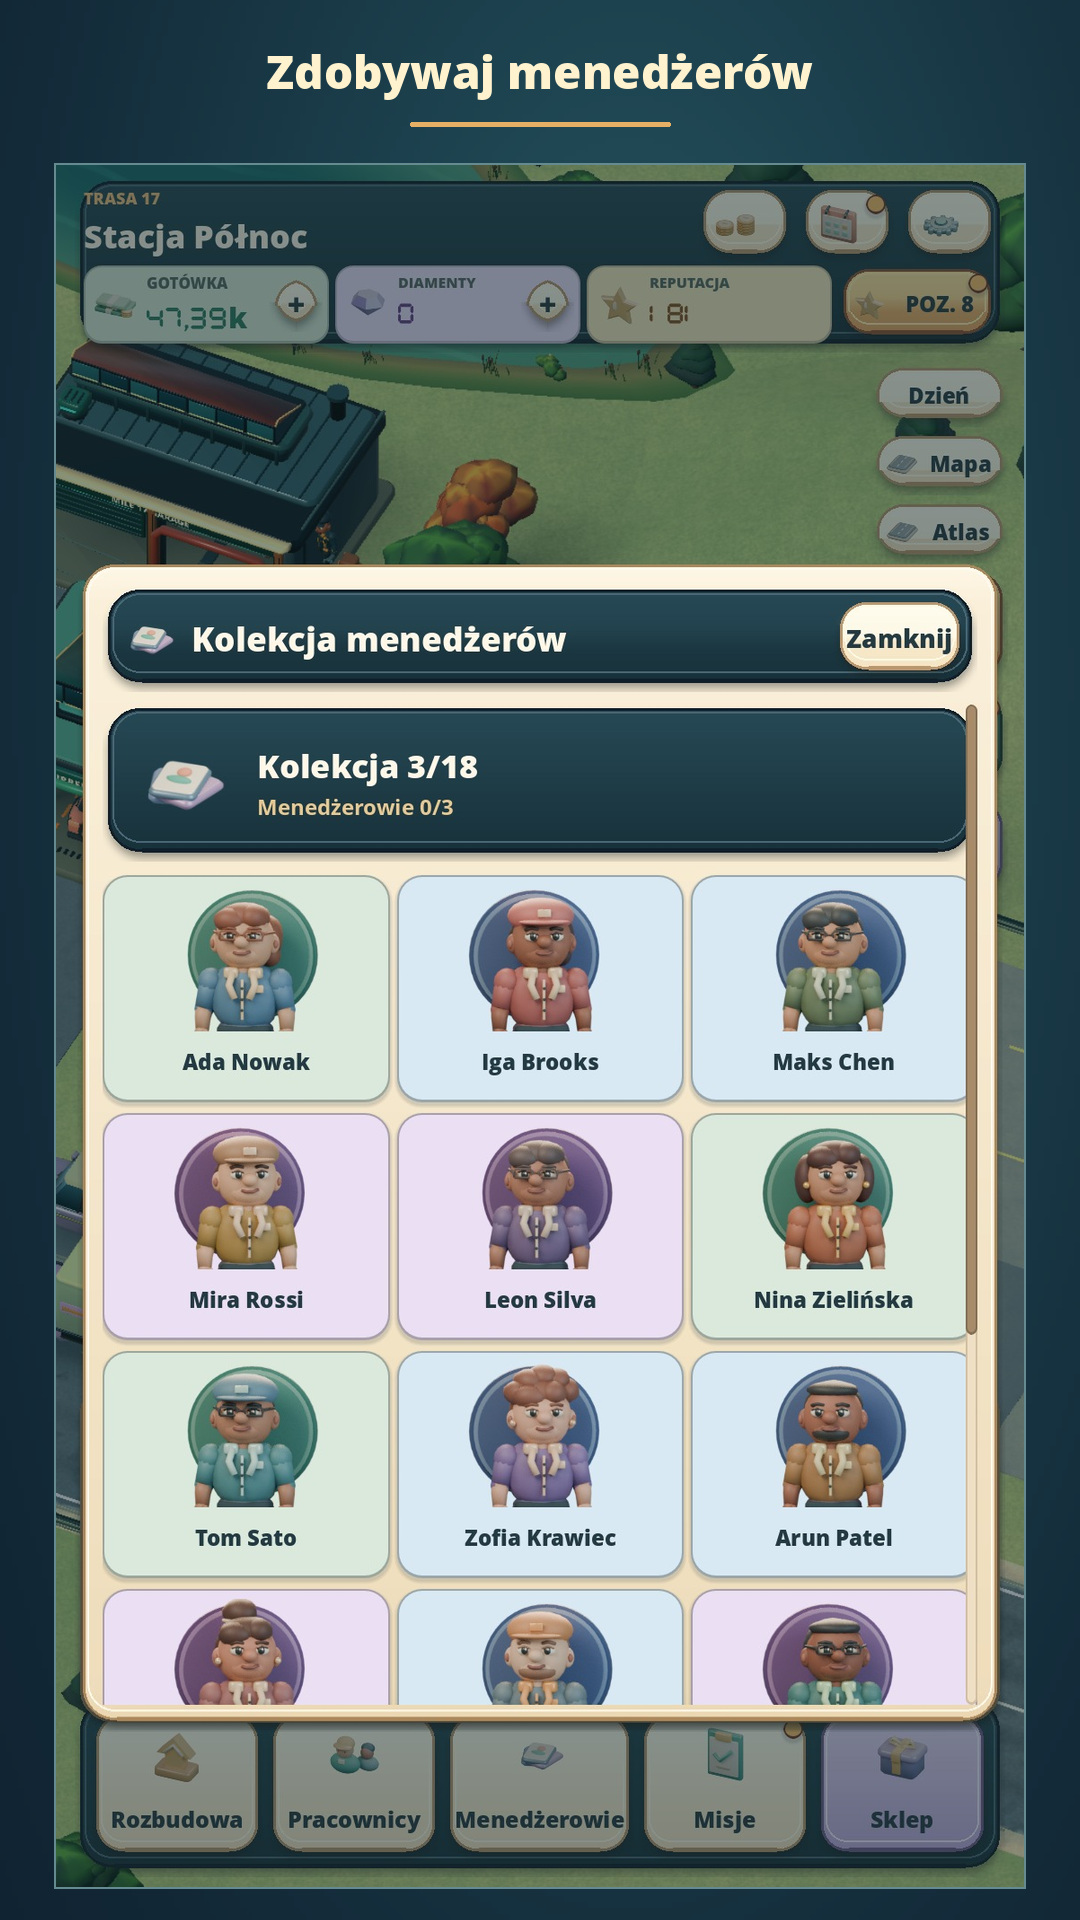 Zdobywaj menedżerów
TRASA 17
Stacja Północ
GOTÓWKA
47,39k
DIAMENTY
0
REPUTACJA
181
POZ. 8
Dzień
Mapa
Atlas
Kolekcja menedżerów
Zamknij
Kolekcja 3/18
Menedżerowie 0/3
Ada Nowak
Iga Brooks
Maks Chen
Mira Rossi
Leon Silva
Nina Zielińska
Tom Sato
Zofia Krawiec
Arun Patel
Rozbudowa
Pracownicy
Menedżerowie
Misje
Sklep